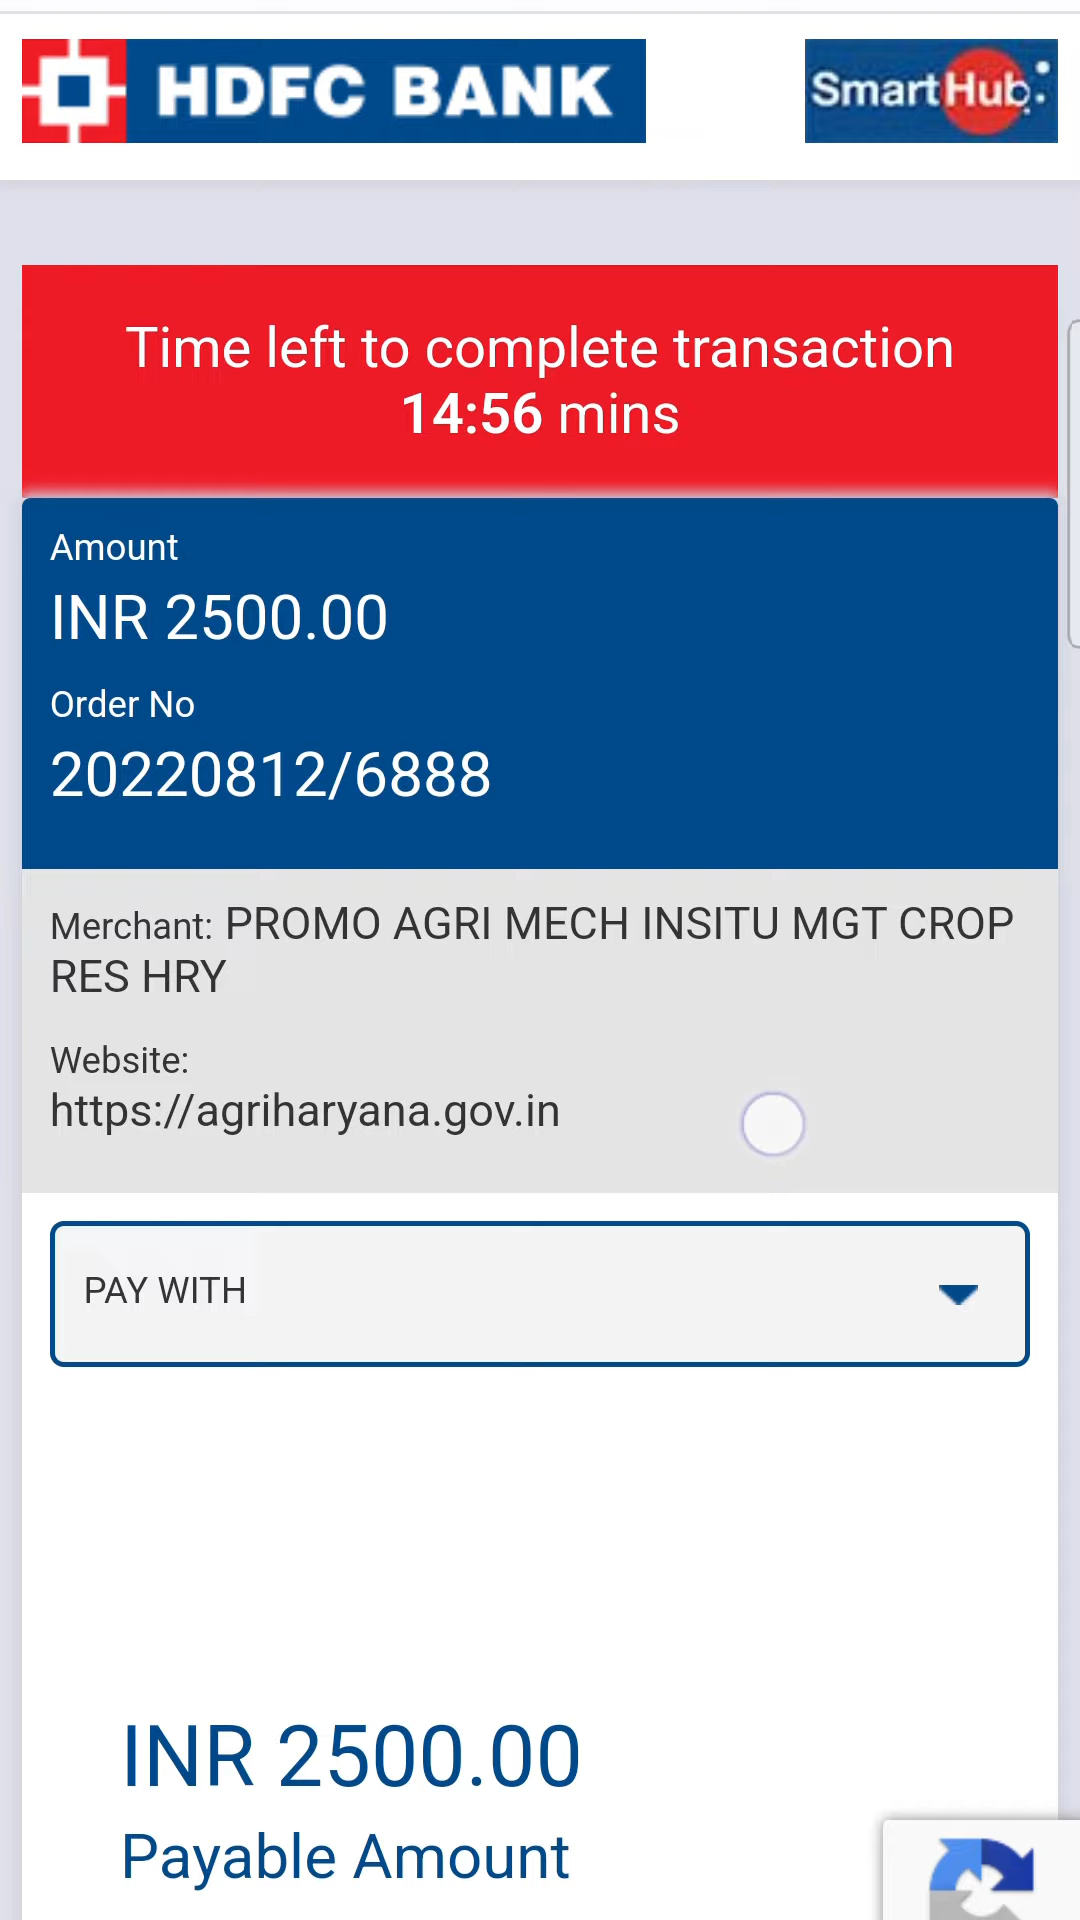 HDFC BANK
SmartHub.
Time left to complete transaction
14:56 mins
Amount
INR 2500.00
Order No
20220812/6888
Merchant: PROMO AGRI MECH INSITU MGT CROP
RES HRY
Website:
https://agriharyana.gov.in
PAY WITH
INR 2500.00
Payable Amount